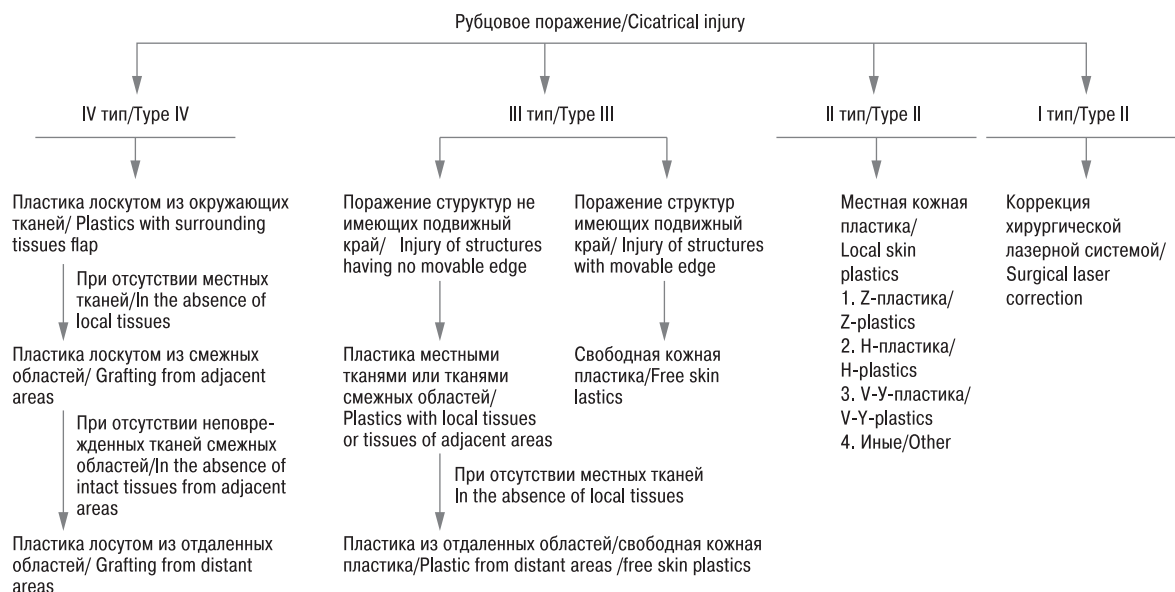 Рубцовое поражение/Cicatrical injury
IV тип/Type IV
III тип/Type III
II тип/Type II
I тип/Type II
Пластика лоскутом из окружающих
тканей/ Plastics with surrounding
tissues flap
При отсутствии местных
тканей/In the absence of
local tissues
Пластика лоскутом из смежных
областей/ Grafting from adjacent
areas
При отсутствии неповре-
жденных тканей смежных
областей/In the absence of
intact tissues from adjacent
areas
Пластика лосутом из отдаленных
областей/ Grafting from distant
areas
Поражение стуруктур не
имеющих подвижный
край/ Injury of structures
having no movable edge
Пластика местными
тканями или тканями
смежных областей/
Plastics with local tissues
or tissues of adjacent areas
При отсутствии местных тканей
In the absence of local tissues
Пластика из отдаленных областей/свободная кожная
пластика/Plastic from distant areas /free skin plastics
Поражение структур
имеющих подвижный
край/ Injury of structures
with movable edge
Свободная кожная
пластика/Free skin
lastics
Местная кожная
пластика/
Local skin
plastics
1. Z-пластика/
Z-plastics
2. Н-пластика/
H-plastics
3. V-У-пластика/
V-Y-plastics
4. Иные/Other
Коррекция
хирургической
лазерной системой/
Surgical laser
correction